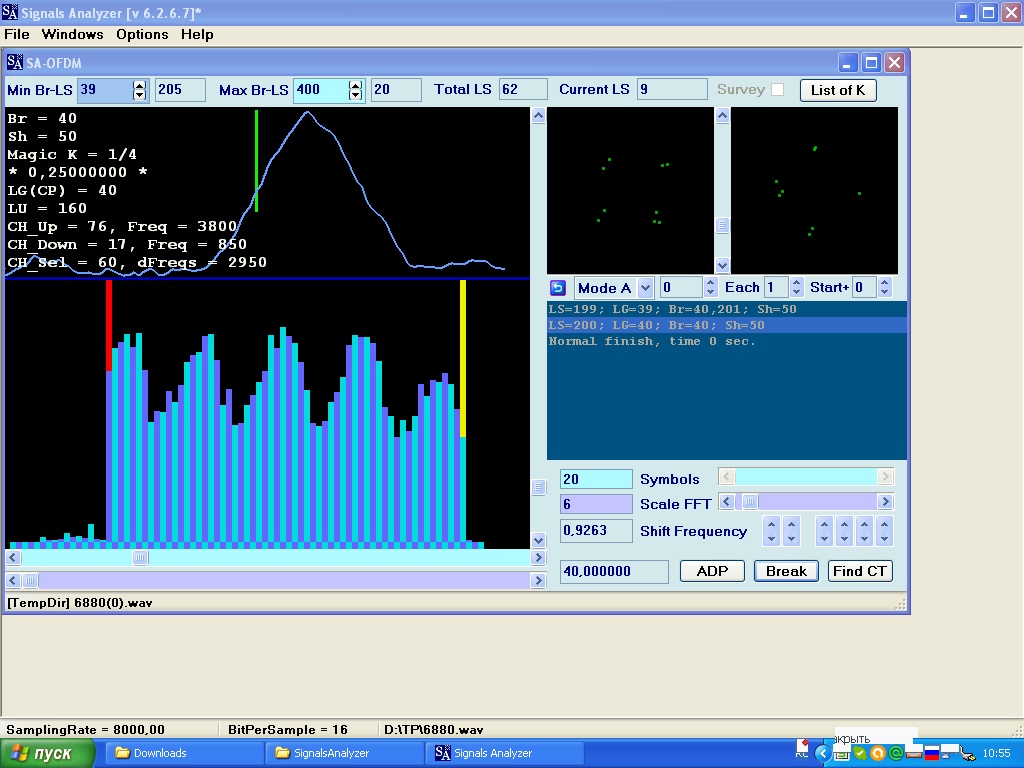 Signals Analyzer [v 6.2.6.7]*
File Windows Options Help
SA-OFDM
Min Br-LS 39 205 Max Br-LS 400 20 Total LS 62 Current LS 9 Survey List of K
Br = 40
Sh = 50
Magic K = 1/4
* 0,25000000 *
LG(CP) = 40
LU = 160
CH_Up = 76, Freq = 3800
CH_Down = 17, Freq = 850
CH_Sel = 60, dFreqs = 2950
Mode A 0 Each 1 Start+ 0
LS=199; LG=39; Br=40,201; Sh=50
LS=200; LG=40; Br=40; Sh=50
Normal finish, time 0 sec.
20 Symbols
6 Scale FFT
0,9263 Shift Frequency
40,000000 ADP Break Find CT
[TempDir] 6880(0).wav
SamplingRate = 8000,00 BitPerSample = 16 D:\TP\6880.wav
пуск Downloads SignalsAnalyzer Signals Analyzer 10:55